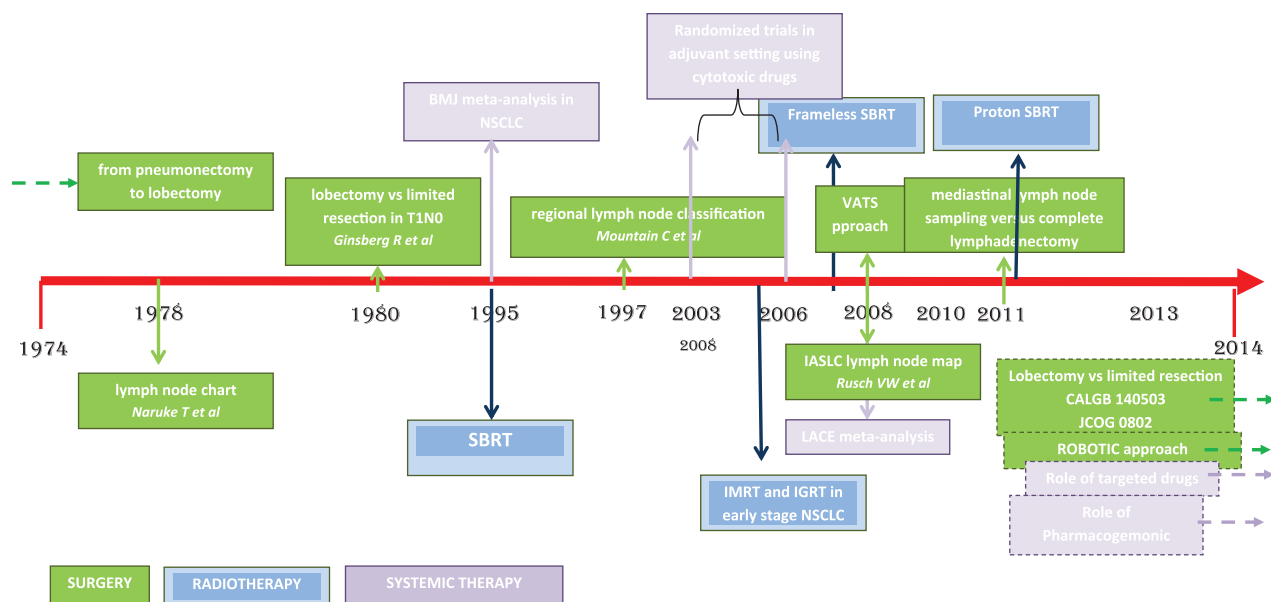 Randomized trials in
adjuvant setting using
cytotoxic drugs
BMJ meta-analysis in
NSCLC
Frameless SBRT
Proton SBRT
from pneumonectomy
to lobectomy
lobectomy vs limited
resection in T1N0
Ginsberg R et al
regional lymph node classification
Mountain C et al
VATS
pproach
mediastinal lymph node
sampling versus complete
lymphadenectomy
1974
1978
1980
1995
1997
2003
2008
2006
2008
2010
2011
2013
2014
lymph node chart
Naruke T et al
SBRT
IASLC lymph node map
Rusch VW et al
LACE meta-analysis
IMRT and IGRT in
early stage NSCLC
Lobectomy vs limited resection
CALGB 140503
JCOG 0802
ROBOTIC approach
Role of targeted drugs
Role of
Pharmacogemonic
SURGERY
RADIOTHERAPY
SYSTEMIC THERAPY